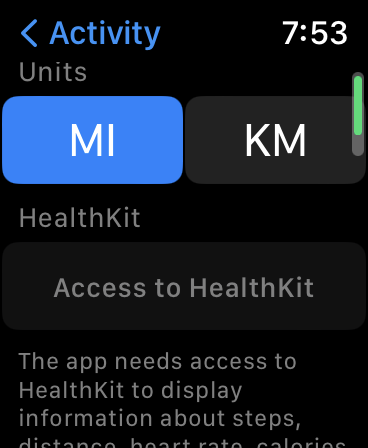 Activity 7:53
Units
MI KM
HealthKit
Access to HealthKit
The app needs access to
HealthKit to display
information about steps,
distance, heart rate, calories